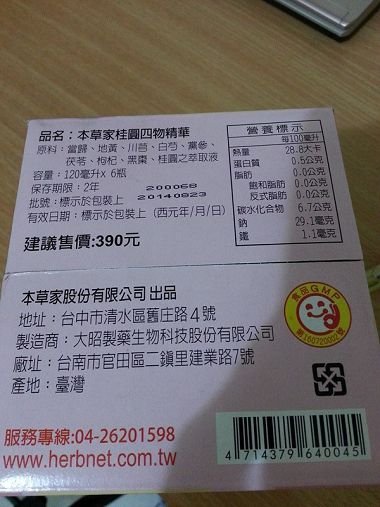 品名：本草家桂圓四物精華
原料：當歸、地黃、川芎、白芍、黨參、
茯苓、枸杞、黑棗、桂圓之萃取液
容量：120毫升X 6瓶
保存期限：2年
200068
批號：標示於包裝上
20140923
有效日期：標示於包裝上 (西元年/月/日)
建議售價:390元
營養標示
每100毫升
熱量 28.8大卡
蛋白質 0.5公克
脂肪 0.0公克
飽和脂肪 0.0公克
反式脂肪 0.0公克
碳水化合物 6.7公克
鈉 29.1毫克
鐵 1.1毫克
本草家股份有限公司 出品
地址：台中市清水區舊庄路４號
製造商：大昭製藥生物科技股份有限公司
廠址：台南市官田區二鎮里建業路7號
產地：臺灣
食品GMP
服務專線:04-26201598
www.herbnet.com.tw
4 714379 640045